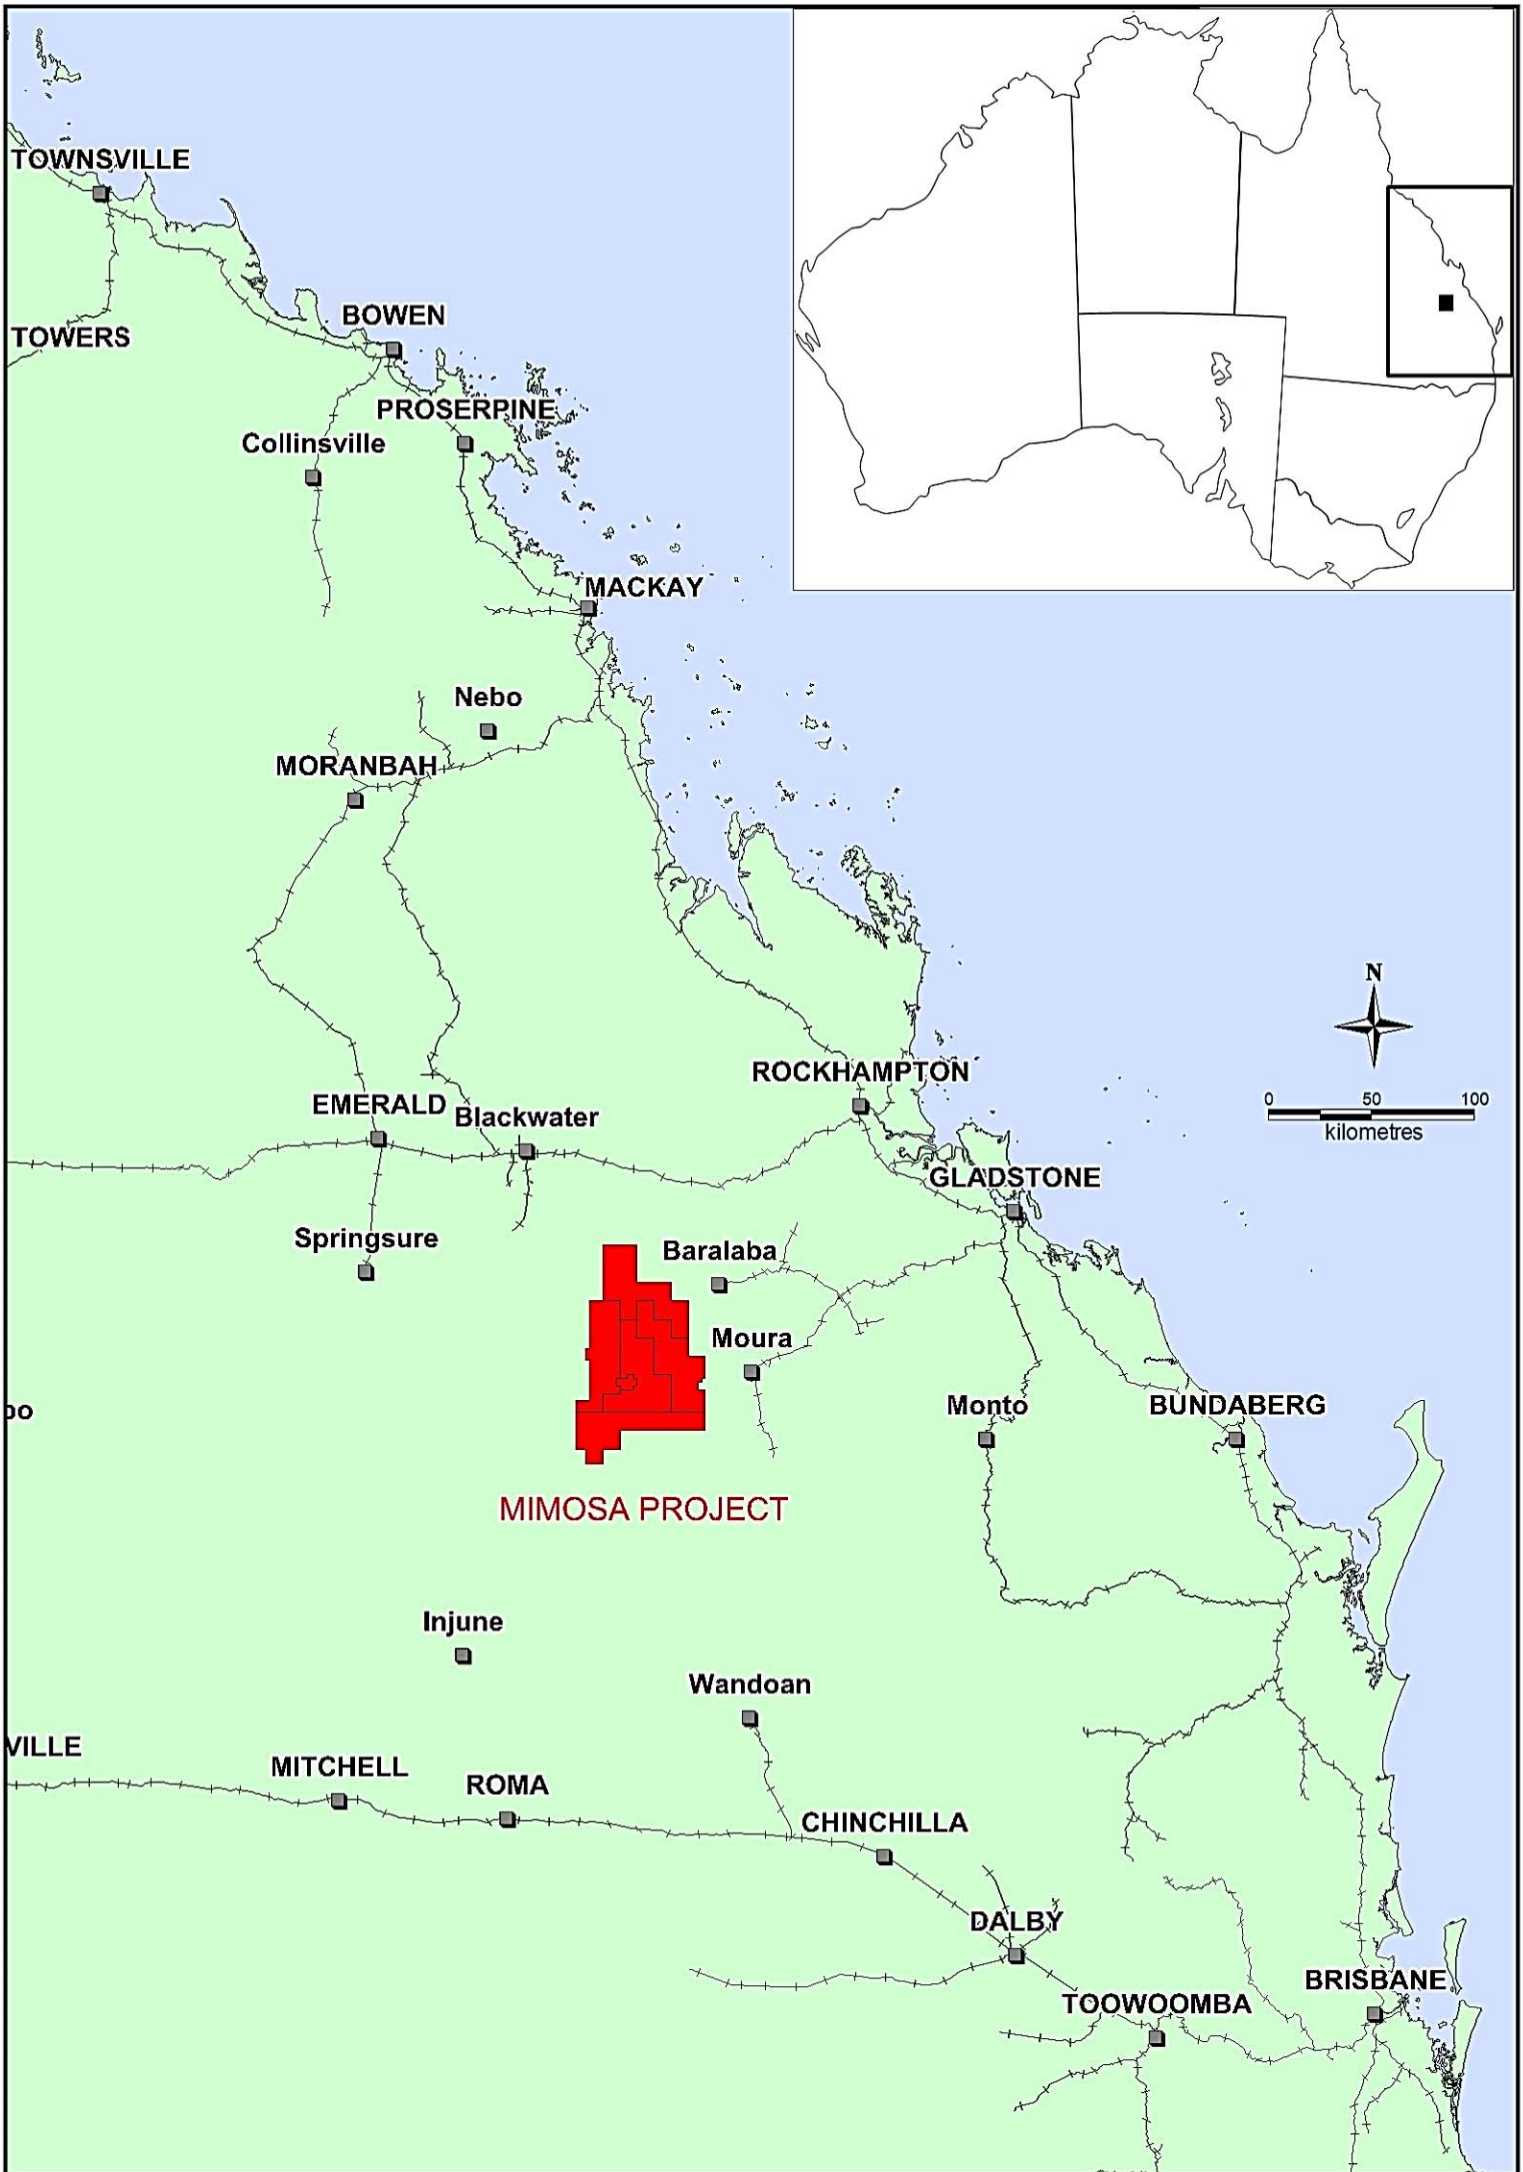 TOWNSVILLE
BOWEN
TOWERS
PROSERPINE
Collinsville
MACKAY
Nebo
MORANBAH
N
ROCKHAMPTON
0 50 100
kilometres
EMERALD
Blackwater
GLADSTONE
Springsure
Baralaba
Moura
Monto
BUNDABERG
MIMOSA PROJECT
Injune
Wandoan
VILLE
MITCHELL
ROMA
CHINCHILLA
DALBY
BRISBANE
TOOWOOMBA